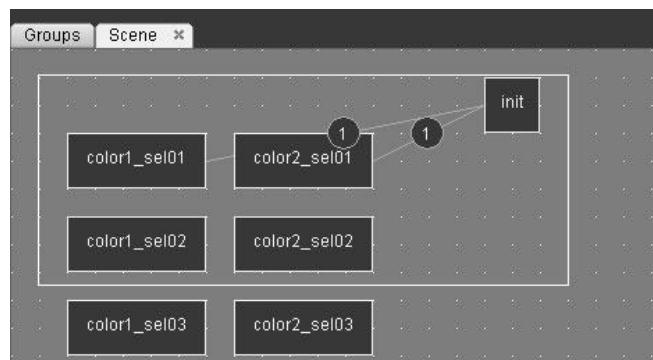 Groups Scene
init
1 1
color1_sel01 color2_sel01
color1_sel02 color2_sel02
color1_sel03 color2_sel03